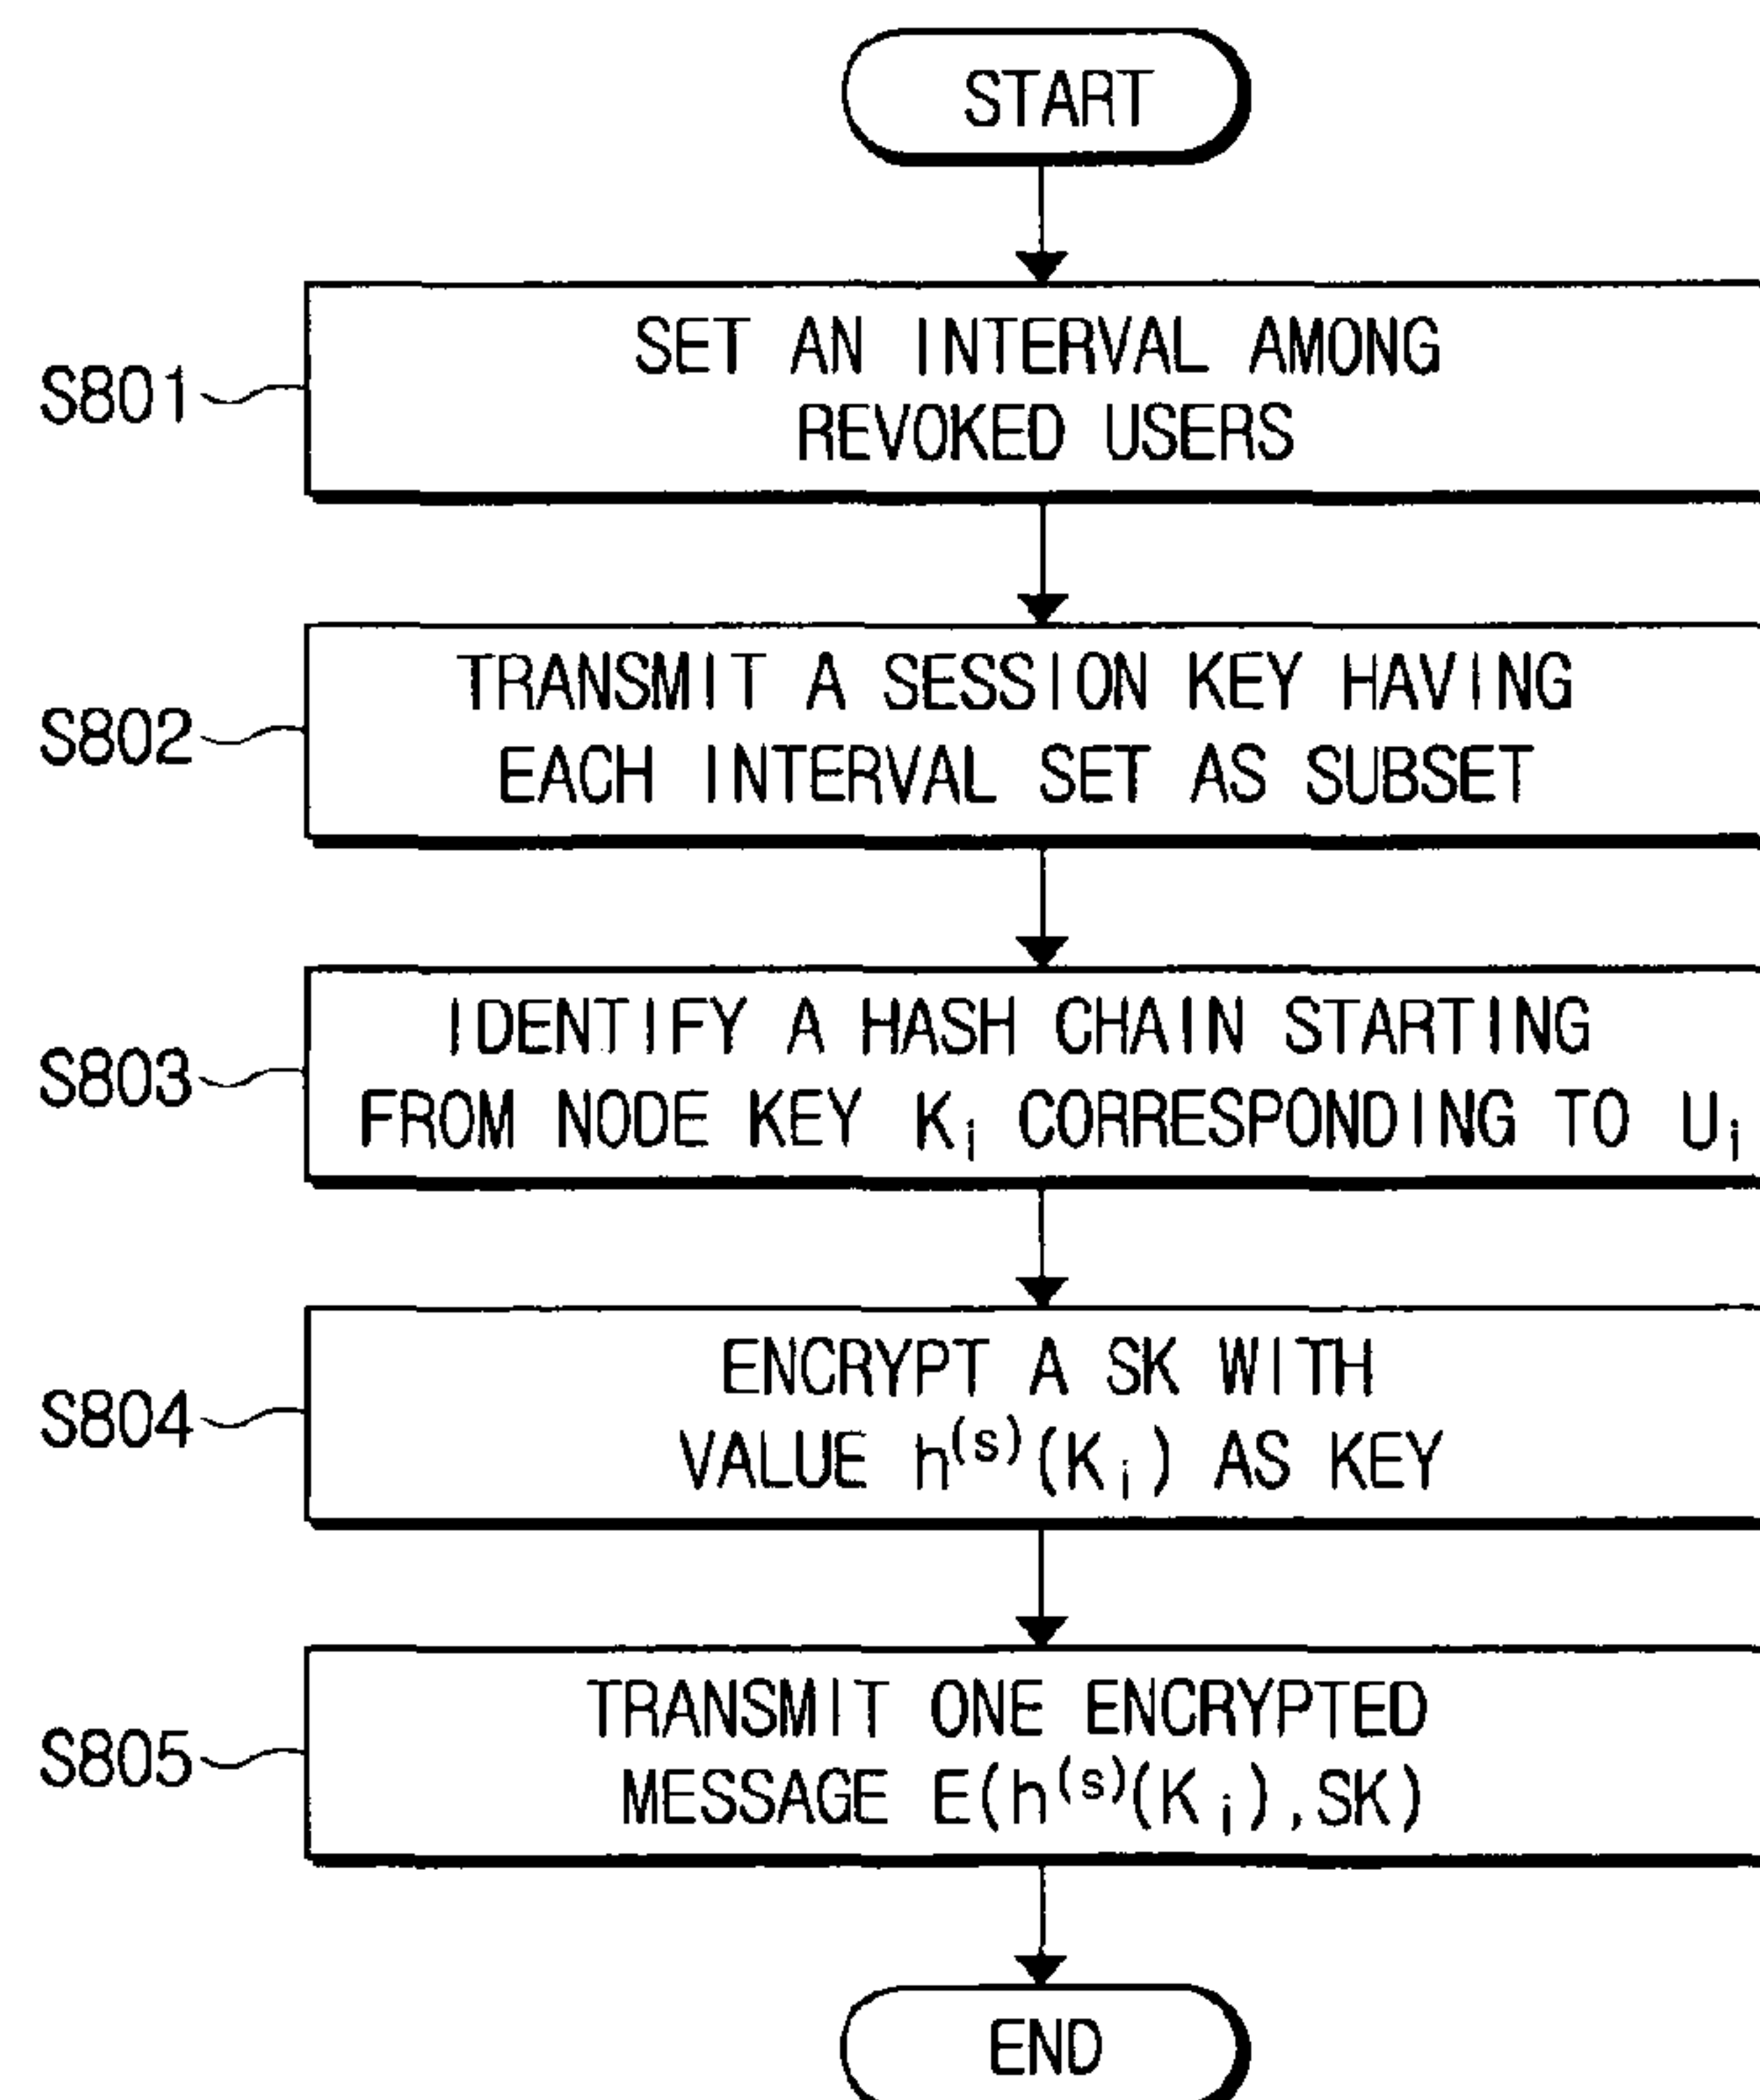 START
S801
SET AN INTERVAL AMONG
REVOKED USERS
S802
TRANSMIT A SESSION KEY HAVING
EACH INTERVAL SET AS SUBSET
S803
IDENTIFY A HASH CHAIN STARTING
FROM NODE KEY Kᵢ CORRESPONDING TO Uᵢ
S804
ENCRYPT A SK WITH
VALUE h⁽ˢ⁾(Kᵢ) AS KEY
S805
TRANSMIT ONE ENCRYPTED
MESSAGE E(h⁽ˢ⁾(Kᵢ),SK)
END